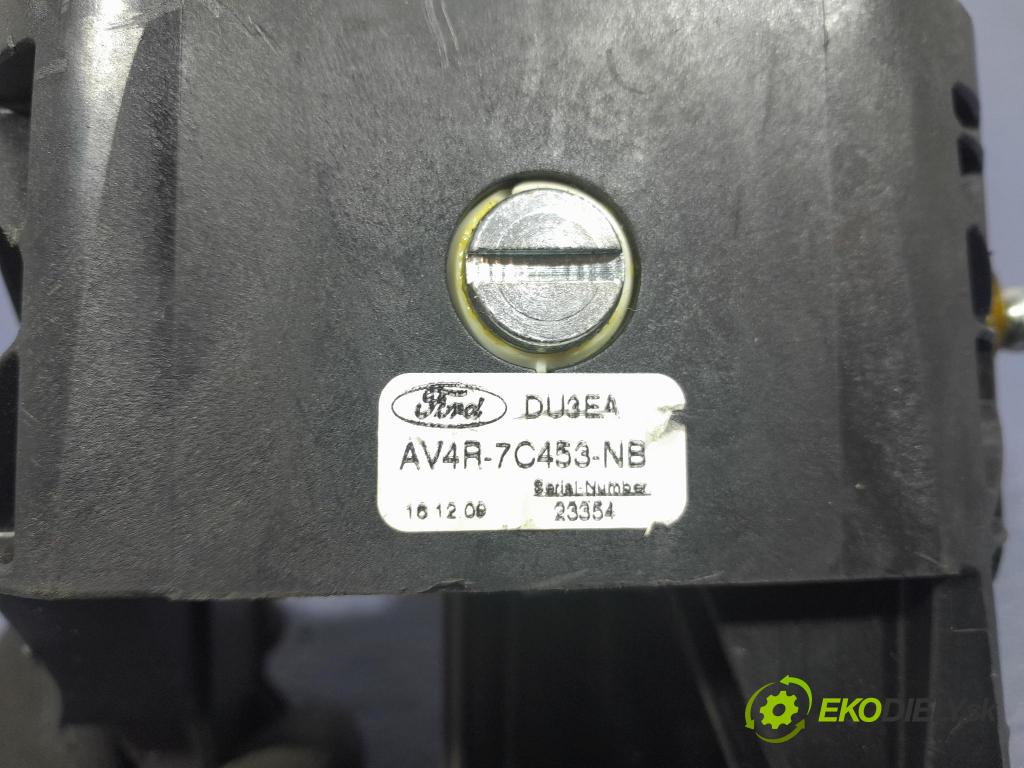 Ford DU3EA
AV4R-7C453-NB
Serial Number
16 12 09 23354
EKODIELY.sk